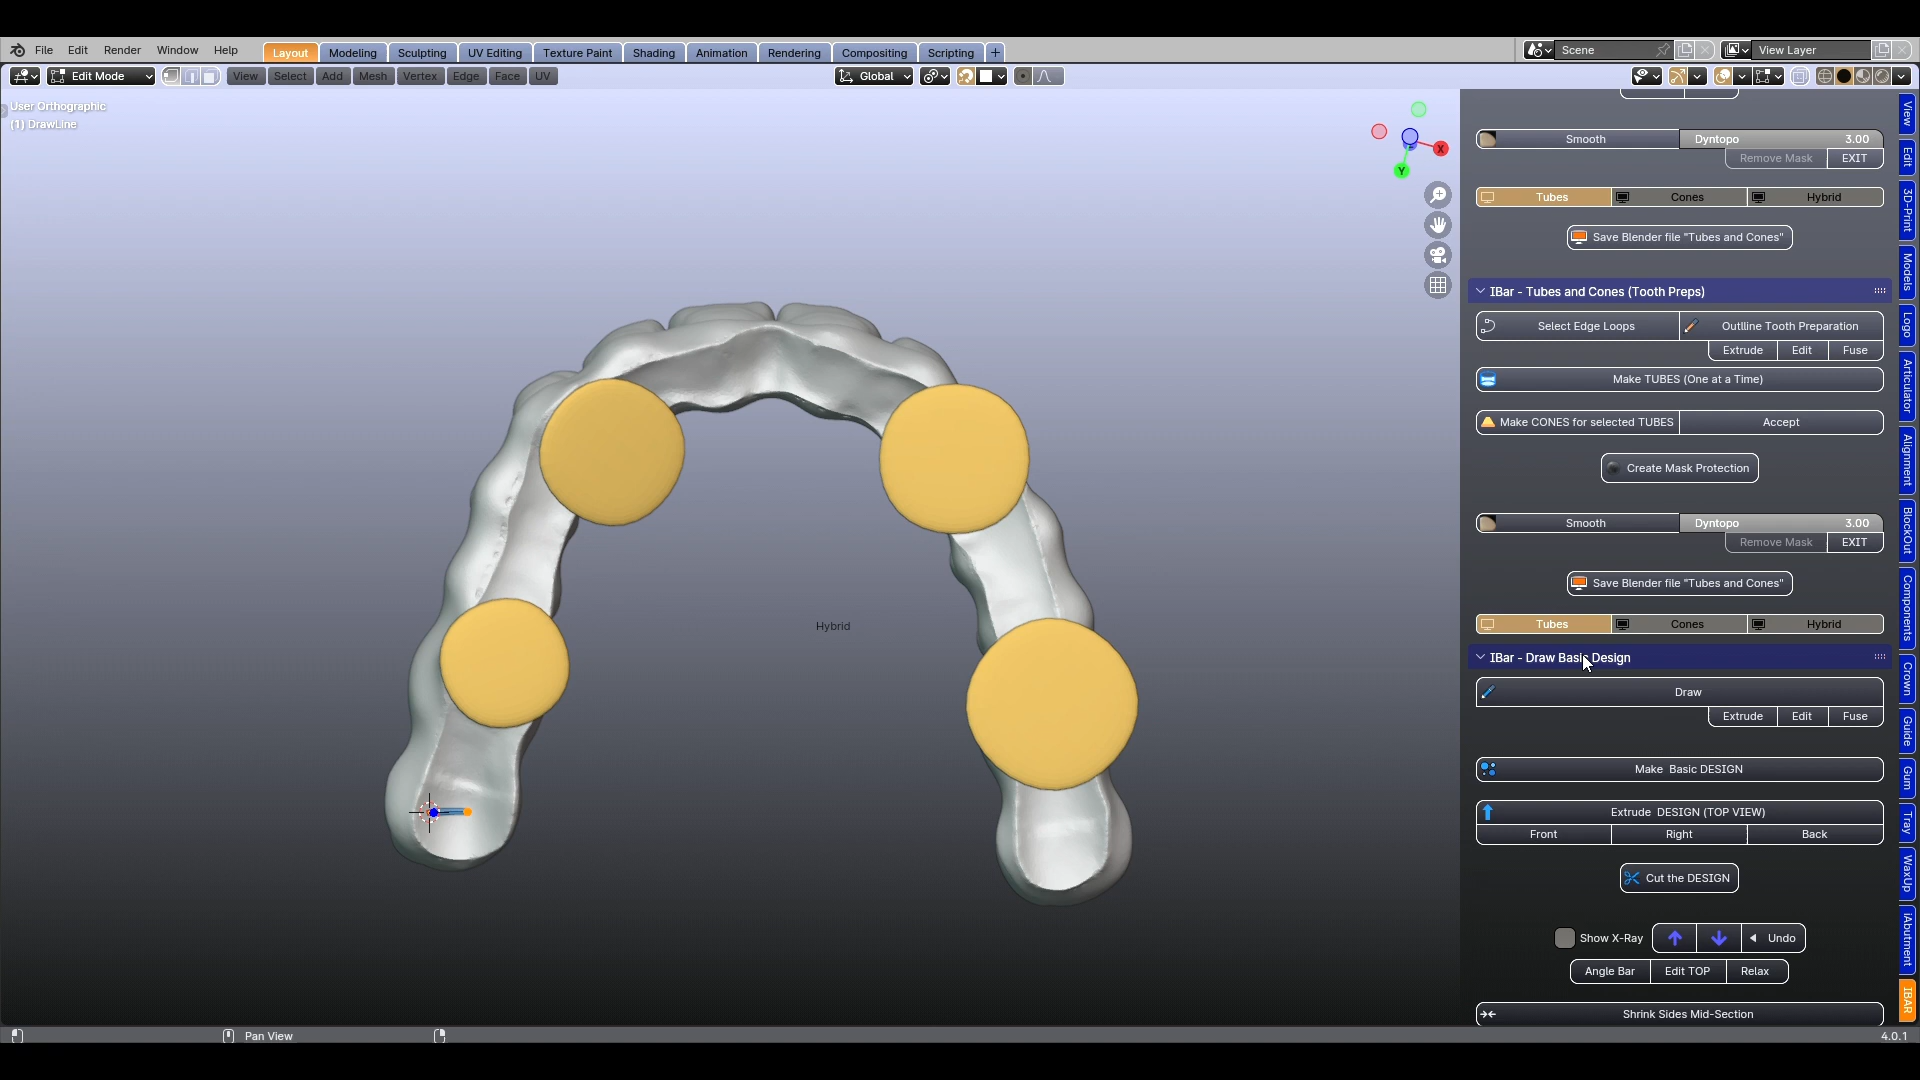 File Edit Render Window Help Layout Modeling Sculpting UV Editing Texture Paint Shading Animation Rendering Compositing Scripting + Scene View Layer
Edit Mode View Select Add Mesh Vertex Edge Face UV Global
User Orthographic
(1) DrawLine
X
Y
Hybrid
Smooth Dyntopo 3.00
Remove Mask EXIT
Tubes Cones Hybrid
Save Blender file "Tubes and Cones"
IBar - Tubes and Cones (Tooth Preps)
Select Edge Loops Outlline Tooth Preparation
Extrude Edit Fuse
Make TUBES (One at a Time)
Make CONES for selected TUBES Accept
Create Mask Protection
Smooth Dyntopo 3.00
Remove Mask EXIT
Save Blender file "Tubes and Cones"
Tubes Cones Hybrid
IBar - Draw Basic Design
Draw
Extrude Edit Fuse
Make Basic DESIGN
Extrude DESIGN (TOP VIEW)
Front Right Back
Cut the DESIGN
Show X-Ray Undo
Angle Bar Edit TOP Relax
Shrink Sides Mid-Section
View
Edit
3D-Print
Models
Logo
Articulator
Alignment
BlockOut
Components
Crown
Guide
Gum
Tray
WaxUp
iAbutment
IBAR
Pan View 4.0.1